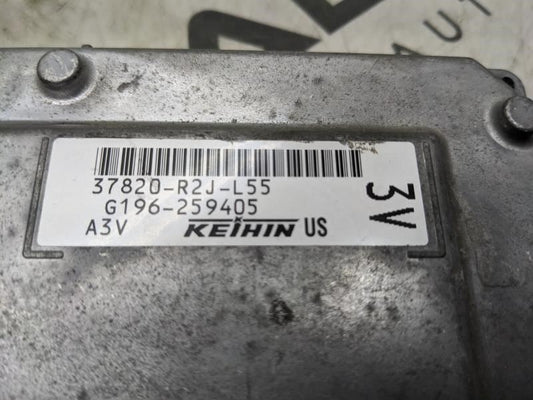 37820-R2J-L55
G196-259405
A3V KEIHIN US
3V